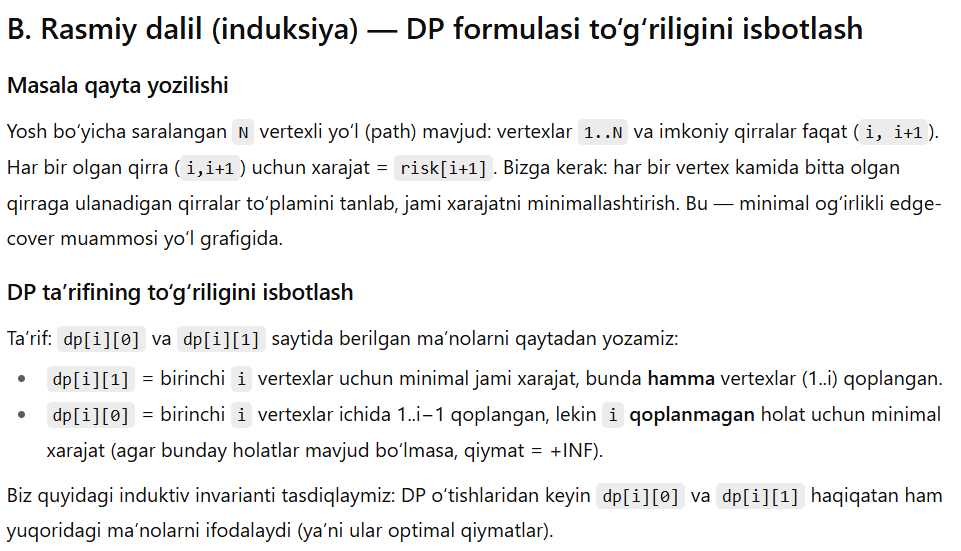 B. Rasmiy dalil (induksiya) — DP formulasi to‘g‘riligini isbotlash
Masala qayta yozilishi
Yosh bo‘yicha saralangan N vertexli yo‘l (path) mavjud: vertexlar 1..N va imkoniy qirralar faqat (i, i+1).
Har bir olgan qirra (i,i+1) uchun xarajat = risk[i+1]. Bizga kerak: har bir vertex kamida bitta olgan
qirraga ulanadigan qirralar to‘plamini tanlab, jami xarajatni minimallashtirish. Bu — minimal og‘irlikli edge-
cover muammosi yo‘l grafigida.
DP ta’rifining to‘g‘riligini isbotlash
Ta’rif: dp[i][0] va dp[i][1] saytida berilgan ma’nolarni qaytadan yozamiz:
• dp[i][1] = birinchi i vertexlar uchun minimal jami xarajat, bunda hamma vertexlar (1..i) qoplangan.
• dp[i][0] = birinchi i vertexlar ichida 1..i−1 qoplangan, lekin i qoplanmagan holat uchun minimal
xarajat (agar bunday holatlar mavjud bo‘lmasa, qiymat = +INF).
Biz quyidagi induktiv invarianti tasdiqlaymiz: DP o‘tishlaridan keyin dp[i][0] va dp[i][1] haqiqatan ham
yuqoridagi ma’nolarni ifodalaydi (ya’ni ular optimal qiymatlar).